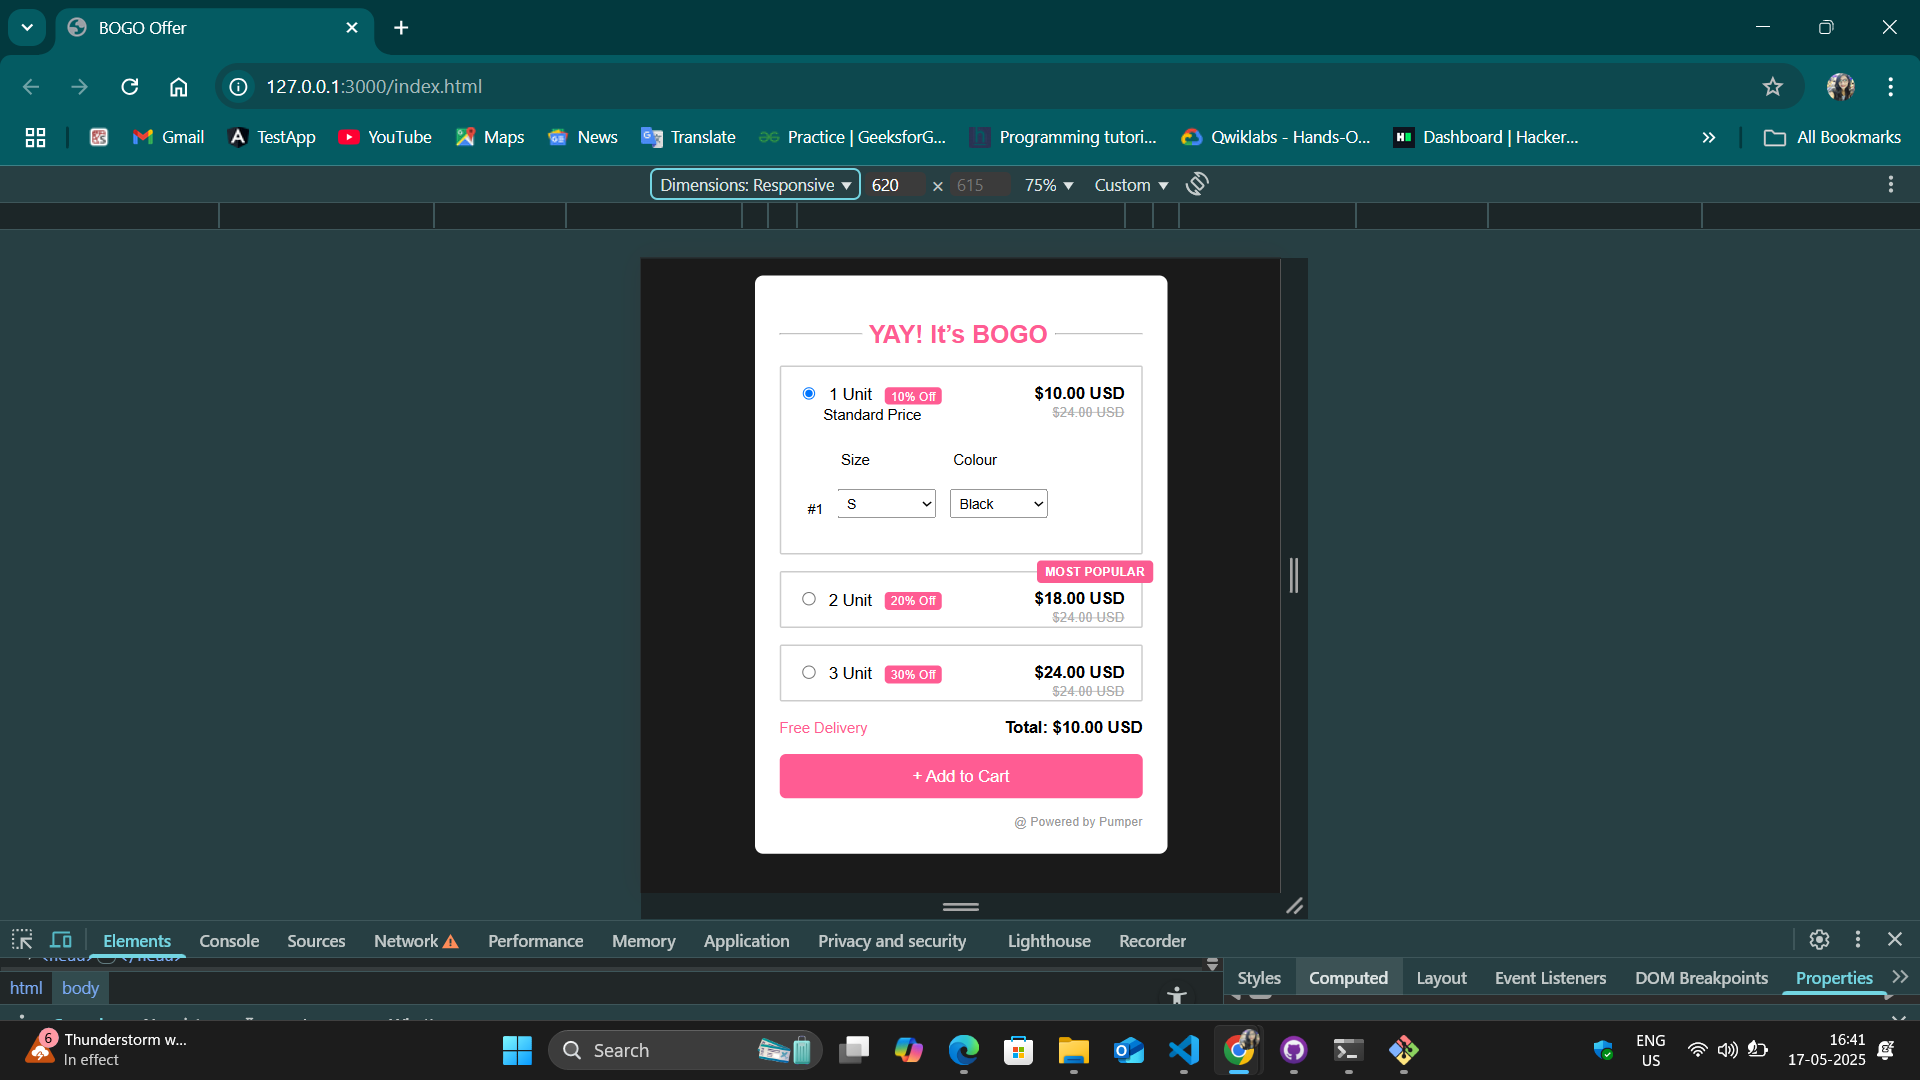 BOGO Offer
127.0.0.1:3000/index.html
Gmail TestApp YouTube Maps News Translate Practice | GeeksforG... Programming tutori... Qwiklabs - Hands-O... Dashboard | Hacker... » All Bookmarks
Dimensions: Responsive 620 × 615 75% Custom
YAY! It’s BOGO
1 Unit 10% Off $10.00 USD
Standard Price $24.00 USD
Size Colour
#1 S Black
MOST POPULAR
2 Unit 20% Off $18.00 USD
$24.00 USD
3 Unit 30% Off $24.00 USD
$24.00 USD
Free Delivery Total: $10.00 USD
+ Add to Cart
@ Powered by Pumper
Elements Console Sources Network Performance Memory Application Privacy and security Lighthouse Recorder
html body
Styles Computed Layout Event Listeners DOM Breakpoints Properties »
6 Thunderstorm w...
In effect
Search
ENG
US
16:41
17-05-2025